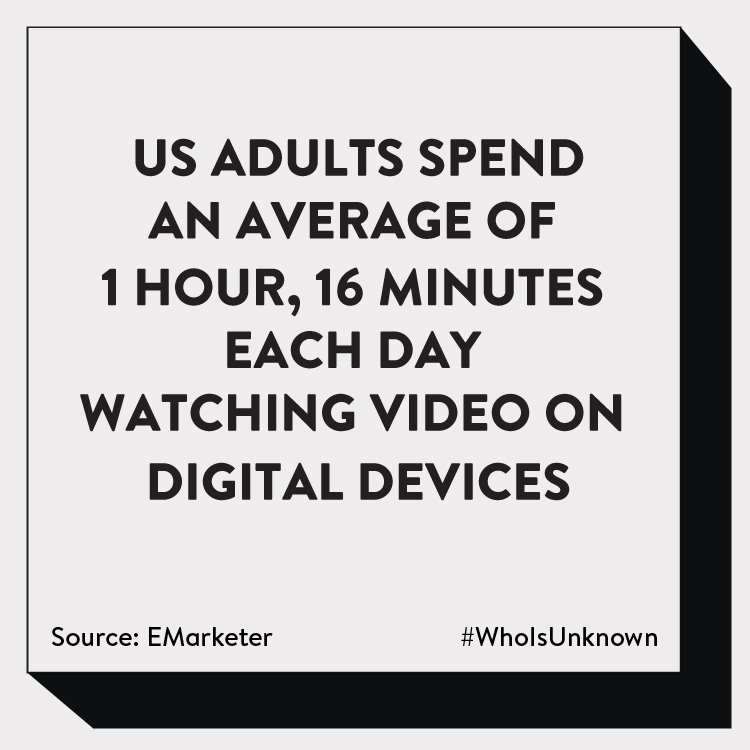 US ADULTS SPEND
AN AVERAGE OF
1 HOUR, 16 MINUTES
EACH DAY
WATCHING VIDEO ON
DIGITAL DEVICES
Source: EMarketer
#WhoIsUnknown